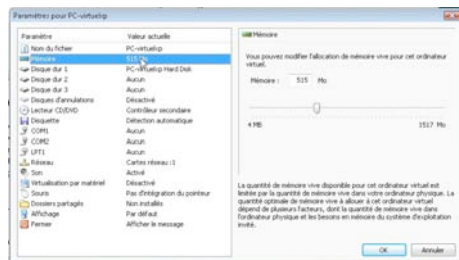 Paramètres pour PC-virtuelxp
Paramètre Valeur actuelle
Nom du fichier PC-virtuelxp
Mémoire 515 Mo
Disque dur 1 PC-virtuelxp Hard Disk
Disque dur 2 Aucun
Disque dur 3 Aucun
Disques d'annulations Désactivé
Lecteur CD/DVD Contrôleur secondaire
Disquette Détection automatique
COM1 Aucun
COM2 Aucun
LPT1 Aucun
Réseau Cartes réseau :1
Son Activé
Virtualisation par matériel Désactivé
Souris Pas d'intégration du pointeur
Dossiers partagés Non installés
Affichage Par défaut
Fermer Afficher le message
Mémoire
Vous pouvez modifier l'allocation de mémoire vive pour cet ordinateur
virtuel.
Mémoire : 515 Mo
4 MB 1517 Mo
La quantité de mémoire vive disponible pour cet ordinateur virtuel est
limitée par la quantité de mémoire vive dans votre ordinateur physique. La
quantité optimale de mémoire vive à allouer à cet ordinateur virtuel
dépend de plusieurs facteurs, dont la quantité de mémoire vive dans
l'ordinateur physique et les besoins en mémoire du système d'exploitation
invité.
OK Annuler